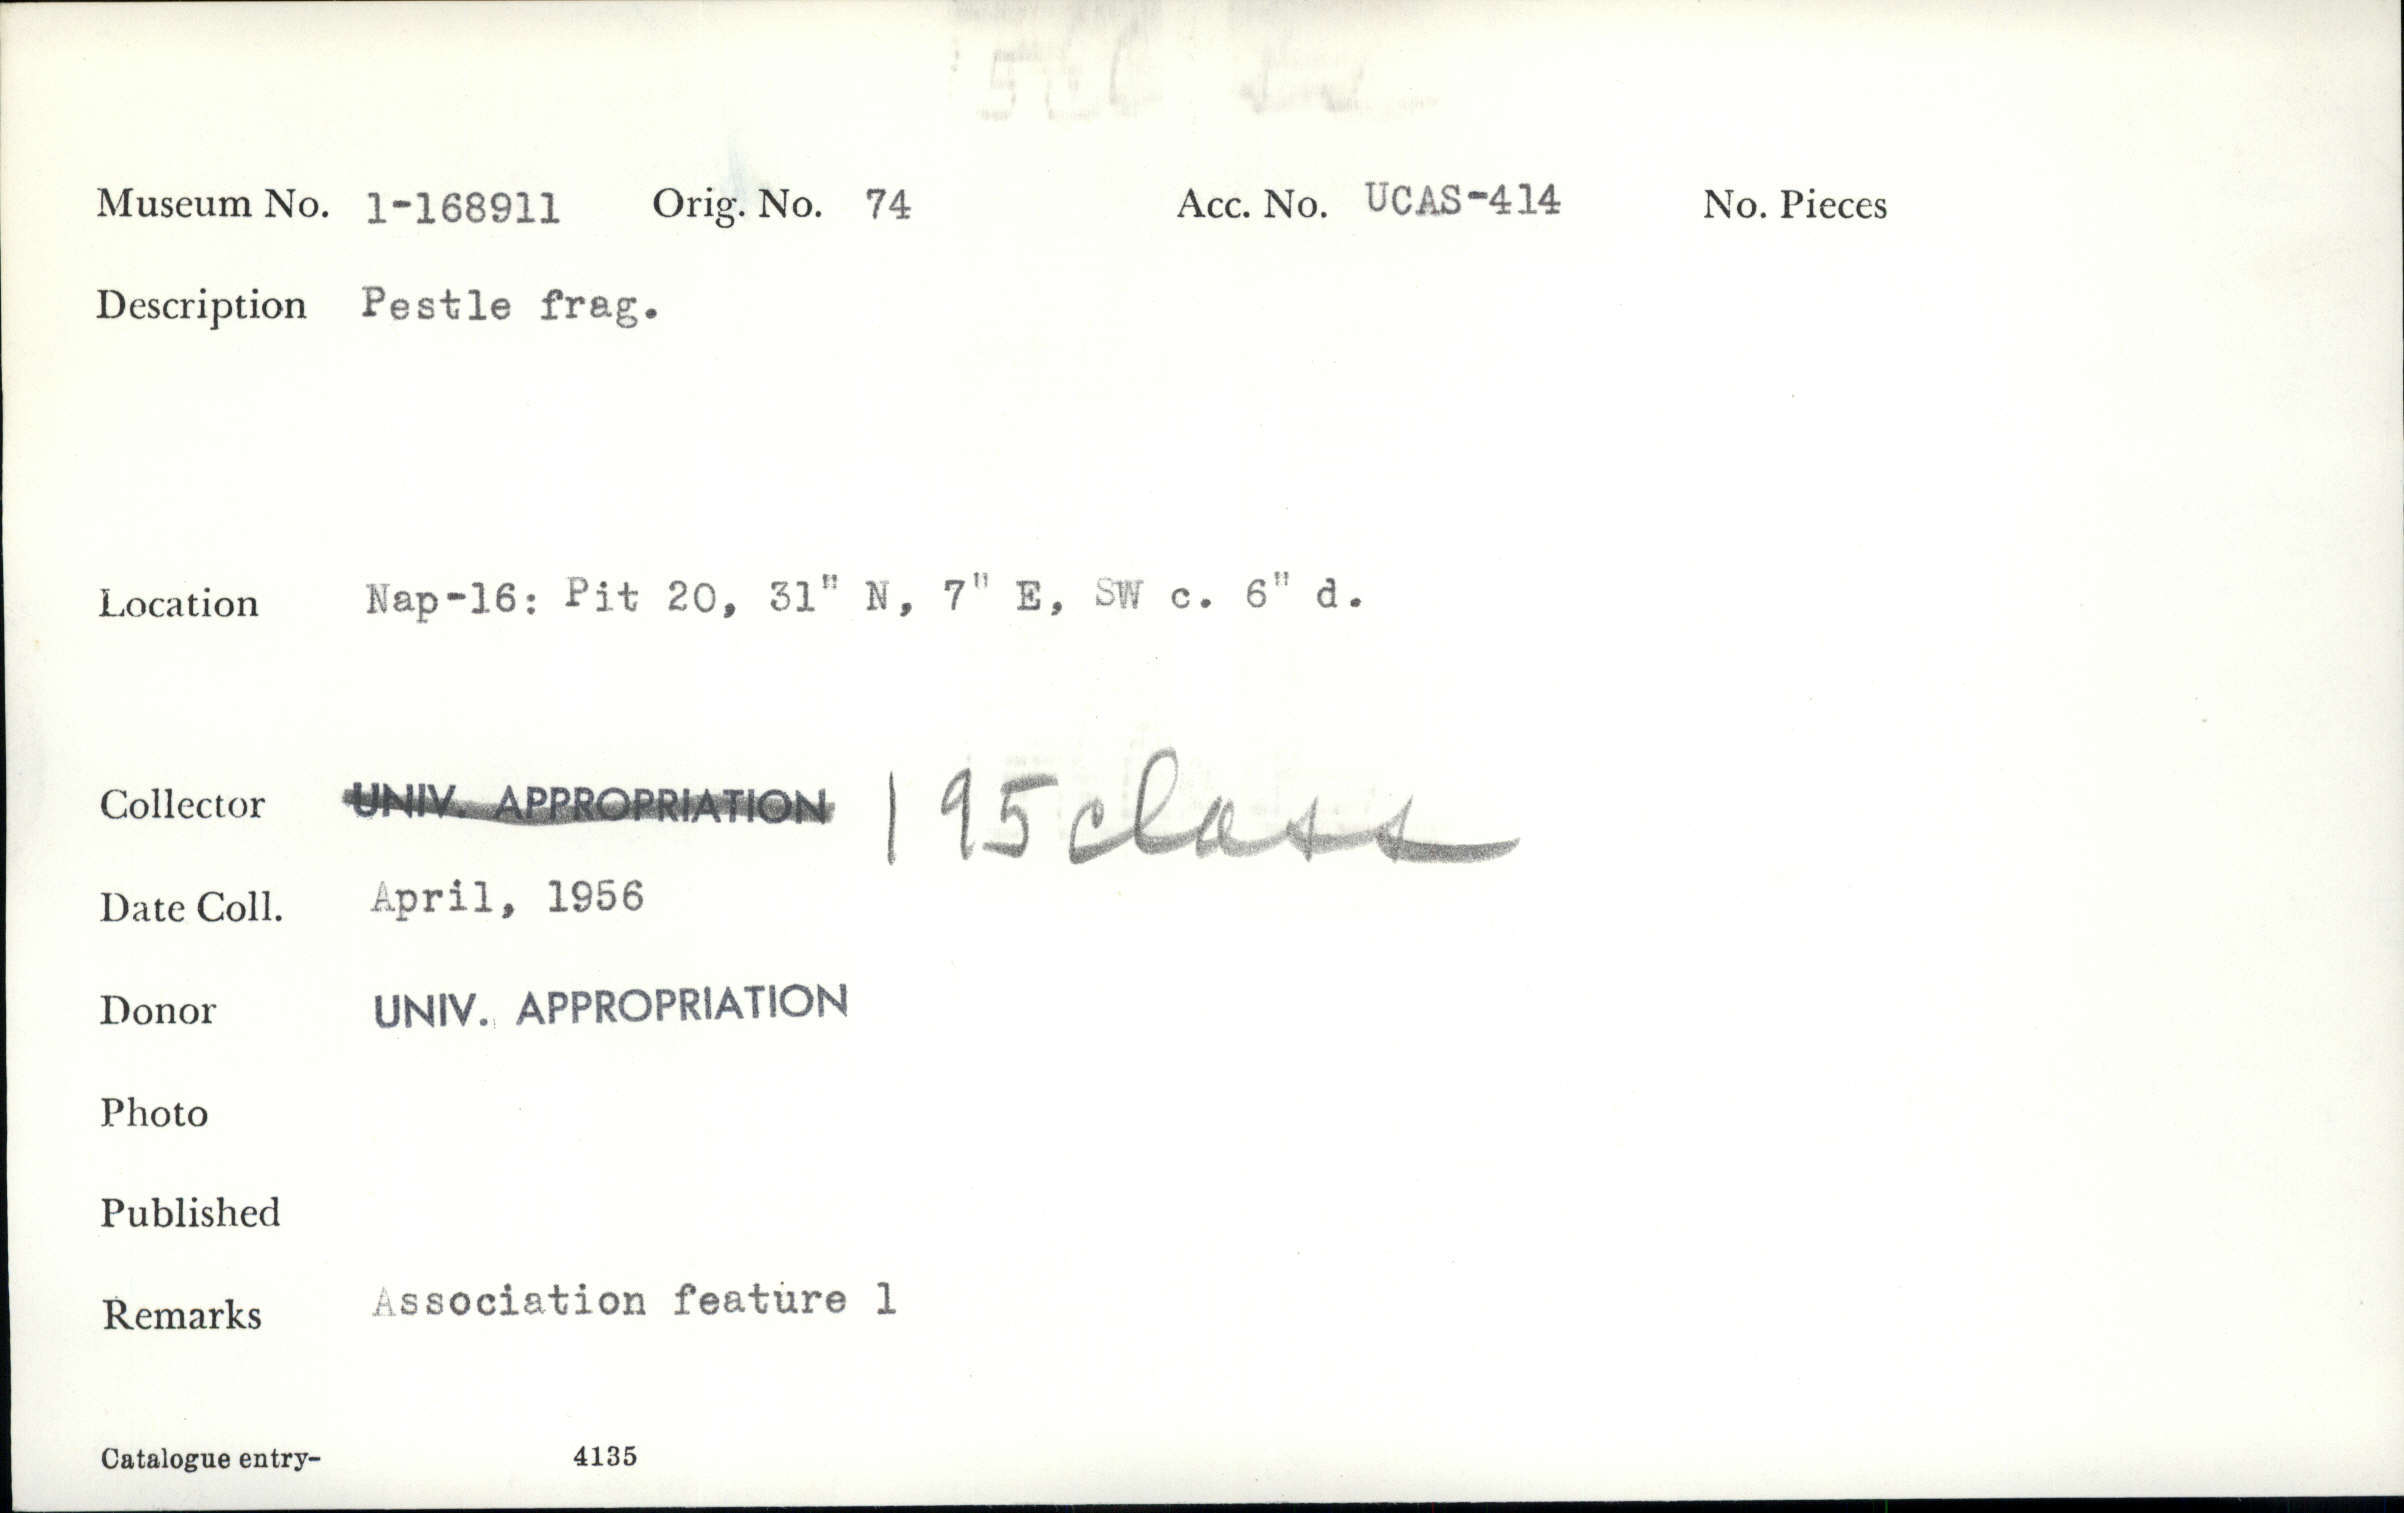 Museum No. 1-168911 Orig. No. 74 Acc. No. UCAS-414 No. Pieces
Description Pestle frag.
Location Nap-16: Pit 20, 31" N, 7" E, SW c. 6" d.
Collector UNIV. APPROPRIATION 195 class
Date Coll. April, 1956
Donor UNIV. APPROPRIATION
Photo
Published
Remarks Association feature 1
Catalogue entry- 4135